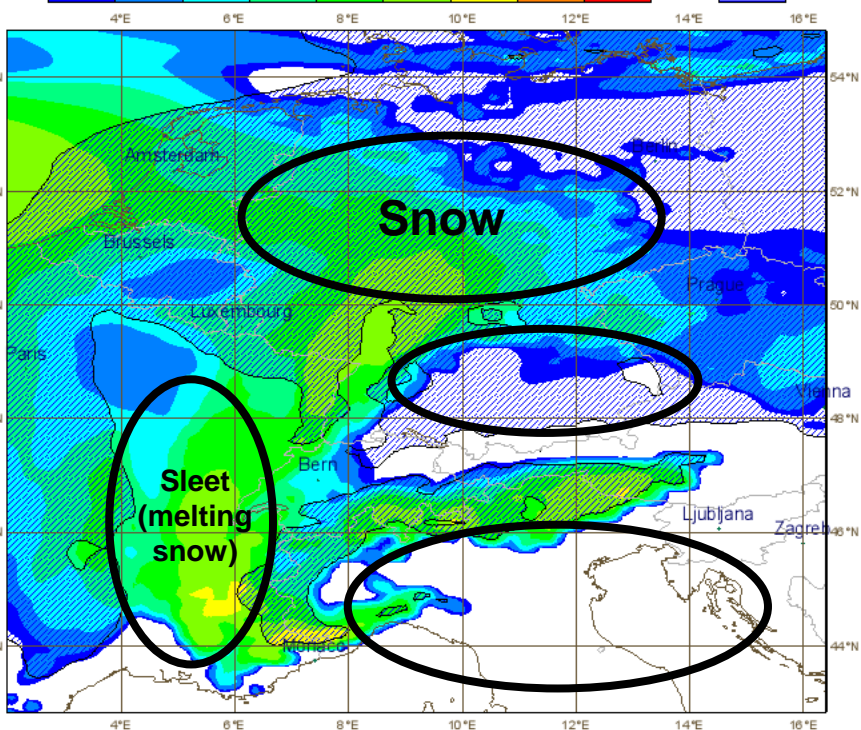 4°E 6°E 8°E 10°E 12°E 14°E 16°E
54°N
Berlin
Amsterdam
52°N
Snow
Brussels
Prague
50°N
Luxembourg
Paris
Vienna
48°N
Bern
Sleet
(melting
snow)
Ljubljana
Zagreb
46°N
Monaco
44°N
4°E 6°E 8°E 10°E 12°E 14°E 16°E